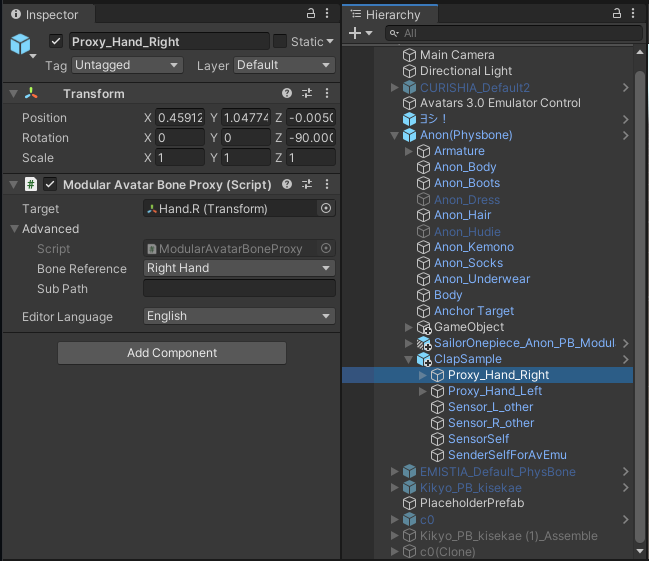 Inspector
Proxy_Hand_Right
Static
Tag Untagged Layer Default
Transform
Position X 0.45912 Y 1.04774 Z -0.0050
Rotation X 0 Y 0 Z -90.000
Scale X 1 Y 1 Z 1
# Modular Avatar Bone Proxy (Script)
Target Hand.R (Transform)
Advanced
Script ModularAvatarBoneProxy
Bone Reference Right Hand
Sub Path
Editor Language English
Add Component
Hierarchy
All
Main Camera
Directional Light
CURISHIA_Default2
Avatars 3.0 Emulator Control
ヨシ！
Anon(Physbone)
Armature
Anon_Body
Anon_Boots
Anon_Dress
Anon_Hair
Anon_Hudie
Anon_Kemono
Anon_Socks
Anon_Underwear
Body
Anchor Target
GameObject
SailorOnepiece_Anon_PB_Modul
ClapSample
Proxy_Hand_Right
Proxy_Hand_Left
Sensor_L_other
Sensor_R_other
SensorSelf
SenderSelfForAvEmu
EMISTIA_Default_PhysBone
Kikyo_PB_kisekae
PlaceholderPrefab
c0
Kikyo_PB_kisekae (1)_Assemble
c0(Clone)